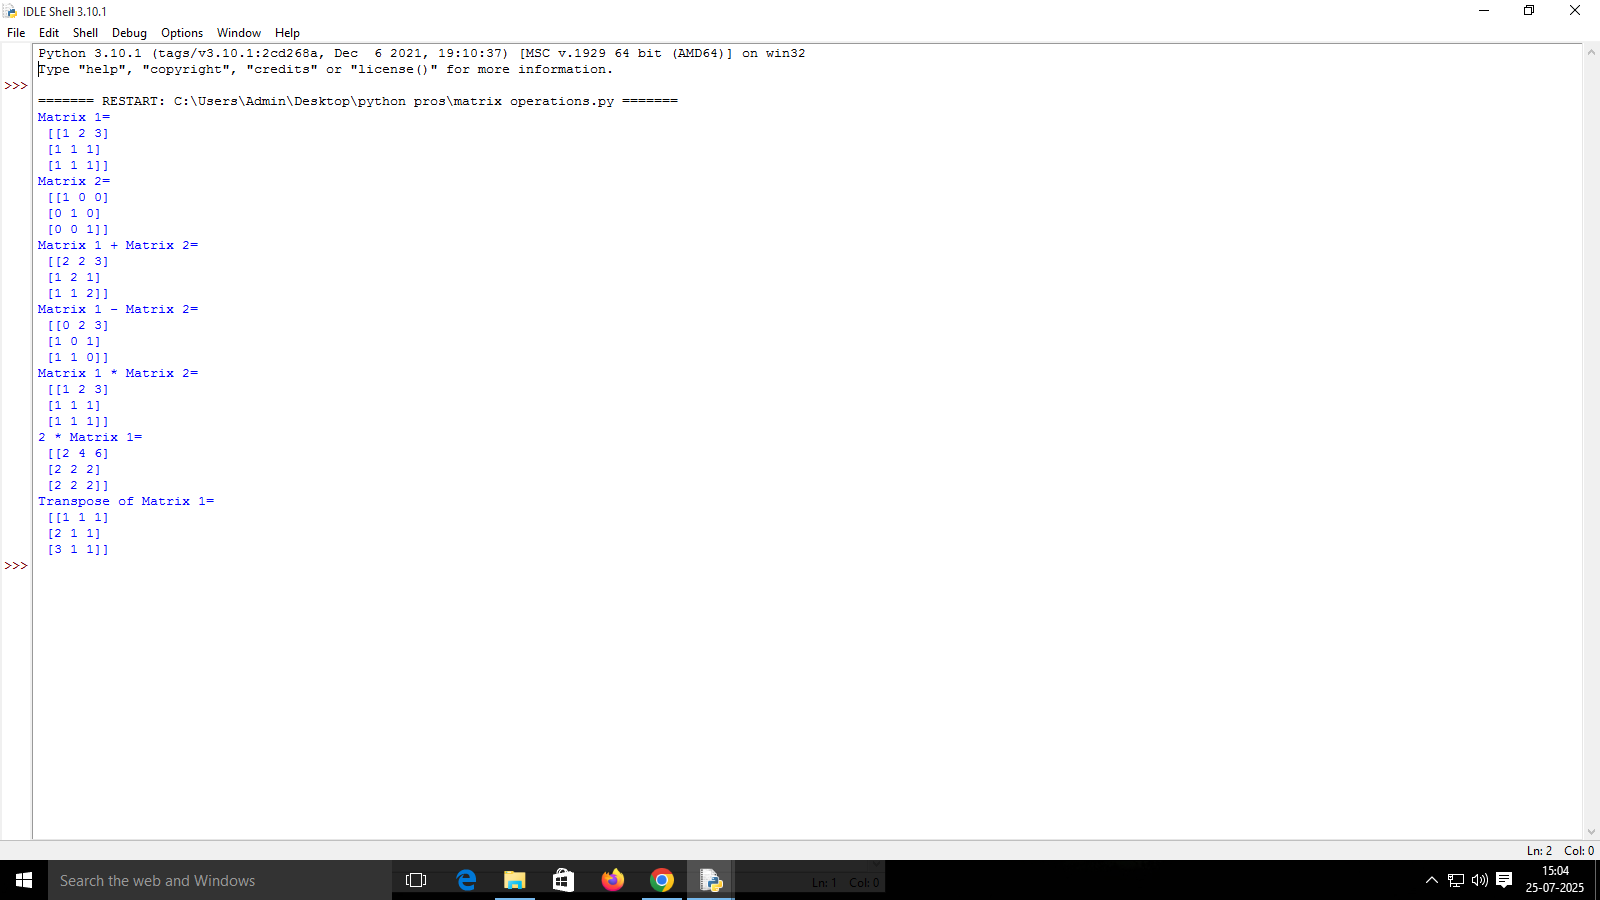 IDLE Shell 3.10.1
File Edit Shell Debug Options Window Help
Python 3.10.1 (tags/v3.10.1:2cd268a, Dec  6 2021, 19:10:37) [MSC v.1929 64 bit (AMD64)] on win32
Type "help", "copyright", "credits" or "license()" for more information.
>>>
======= RESTART: C:\Users\Admin\Desktop\python pros\matrix operations.py =======
Matrix 1=
[[1 2 3]
[1 1 1]
[1 1 1]]
Matrix 2=
[[1 0 0]
[0 1 0]
[0 0 1]]
Matrix 1 + Matrix 2=
[[2 2 3]
[1 2 1]
[1 1 2]]
Matrix 1 - Matrix 2=
[[0 2 3]
[1 0 1]
[1 1 0]]
Matrix 1 * Matrix 2=
[[1 2 3]
[1 1 1]
[1 1 1]]
2 * Matrix 1=
[[2 4 6]
[2 2 2]
[2 2 2]]
Transpose of Matrix 1=
[[1 1 1]
[2 1 1]
[3 1 1]]
>>>
Ln: 2 Col: 0
Search the web and Windows
Ln: 1 Col: 0
15:04
25-07-2025